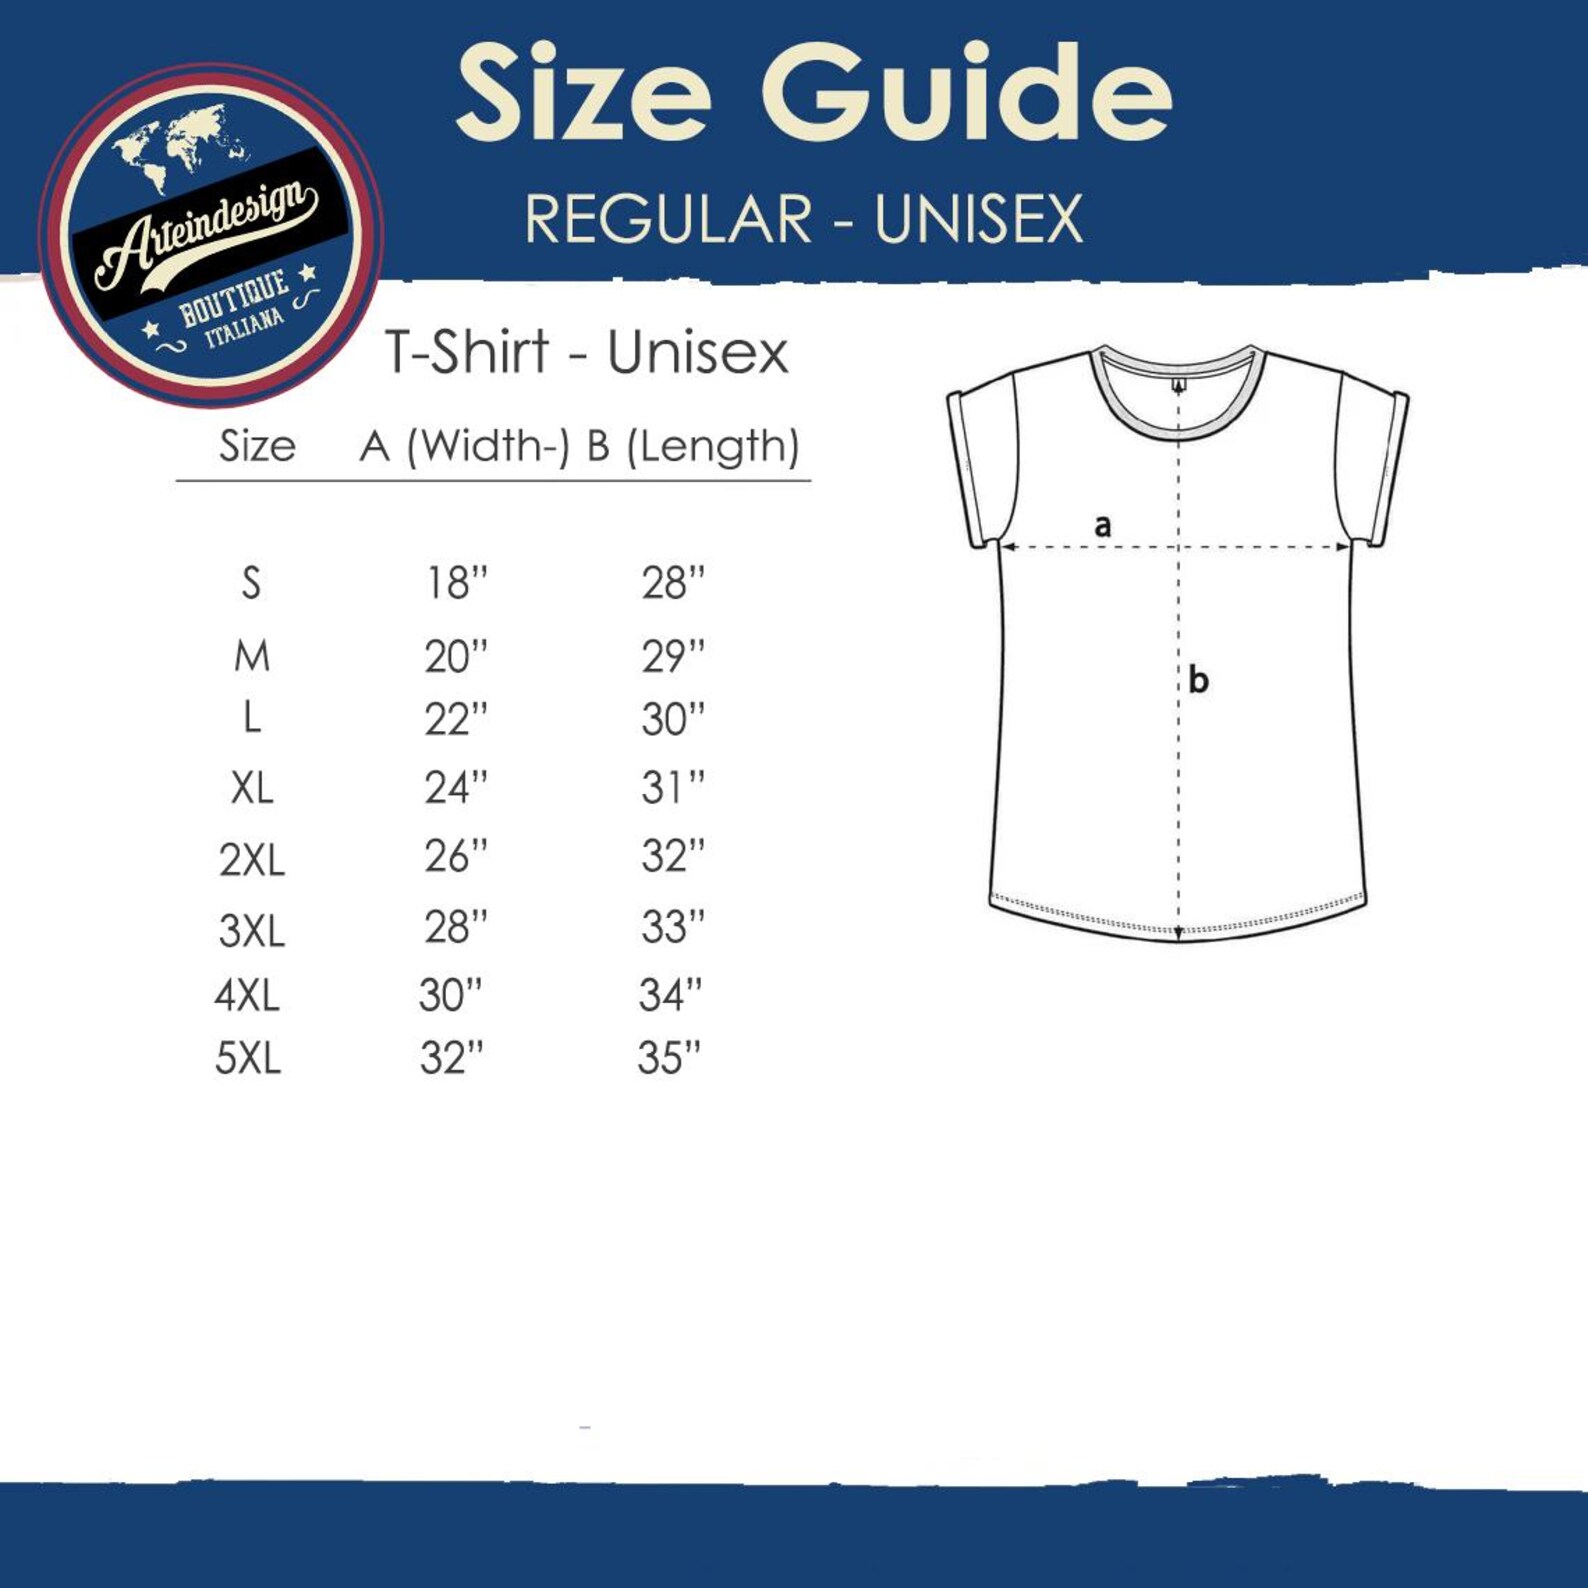 Size Guide
REGULAR - UNISEX
Arteindesign
BOUTIQUE
ITALIANA
T-Shirt - Unisex
Size A (Width-) B (Length)
S 18” 28”
M 20” 29”
L 22” 30”
XL 24” 31”
2XL 26” 32”
3XL 28” 33”
4XL 30” 34”
5XL 32” 35”
a
b